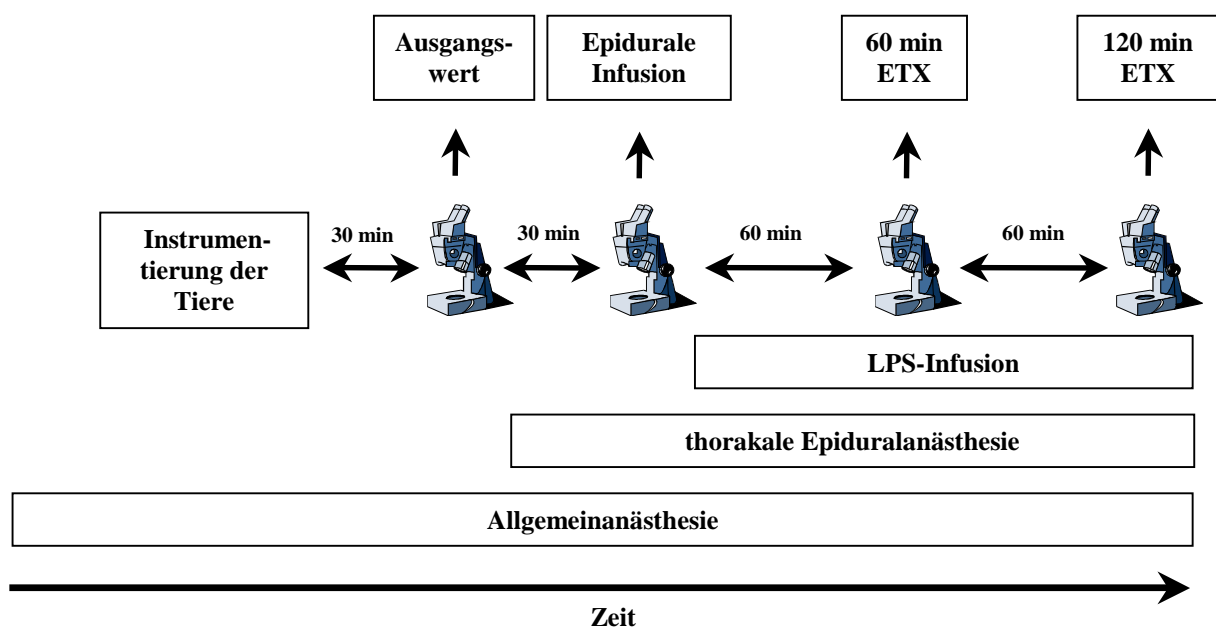 Ausgangs-
wert
Epidurale
Infusion
60 min
ETX
120 min
ETX
Instrumen-
tierung der
Tiere
30 min
30 min
60 min
60 min
LPS-Infusion
thorakale Epiduralanästhesie
Allgemeinanästhesie
Zeit